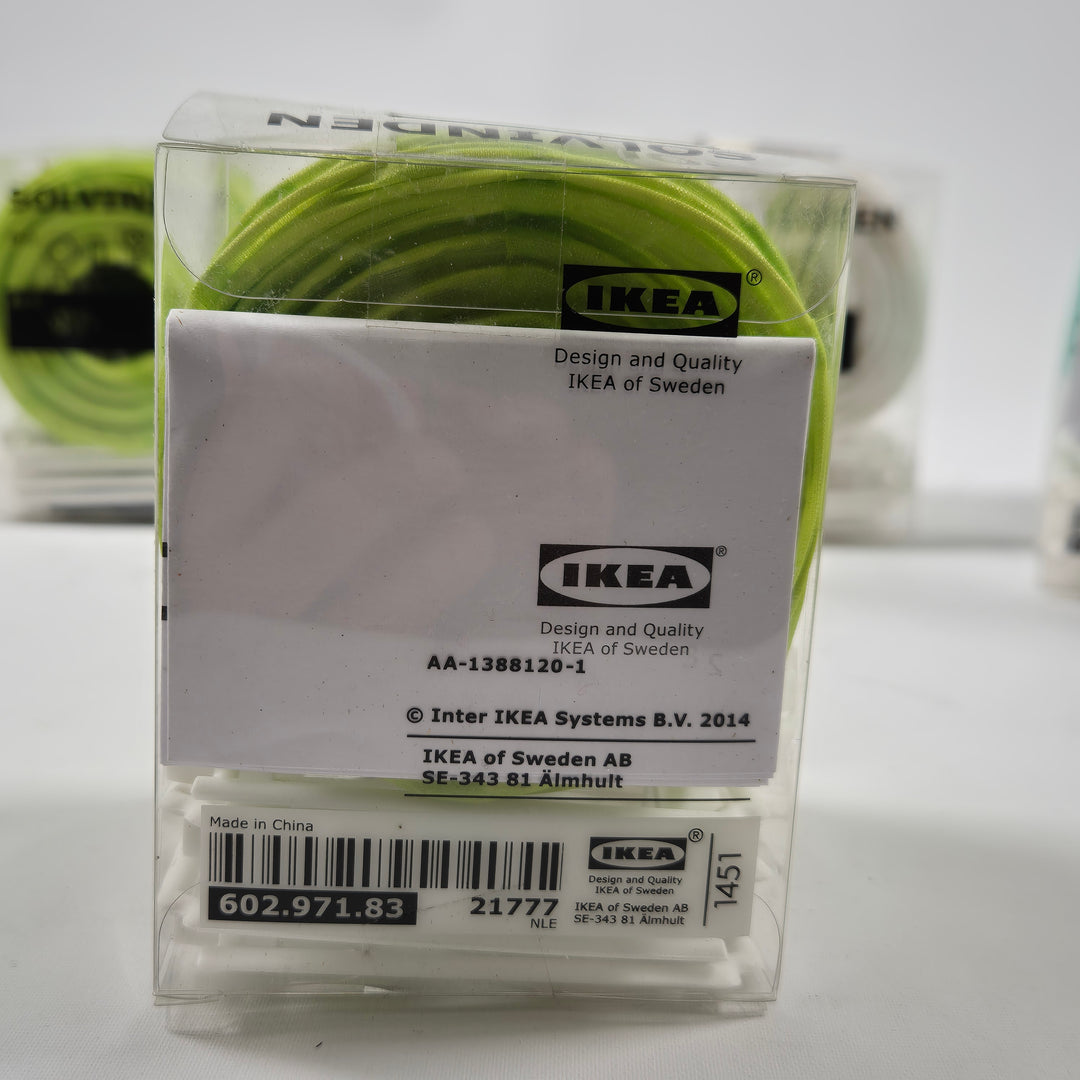 SOLVINDEN
SOLVINDEN
IKEA®
Design and Quality
IKEA of Sweden
IKEA®
Design and Quality
IKEA of Sweden
AA-1388120-1
© Inter IKEA Systems B.V. 2014
IKEA of Sweden AB
SE-343 81 Älmhult
Made in China
602.971.83
21777
NLE
IKEA®
Design and Quality
IKEA of Sweden
IKEA of Sweden AB
SE-343 81 Älmhult
1451